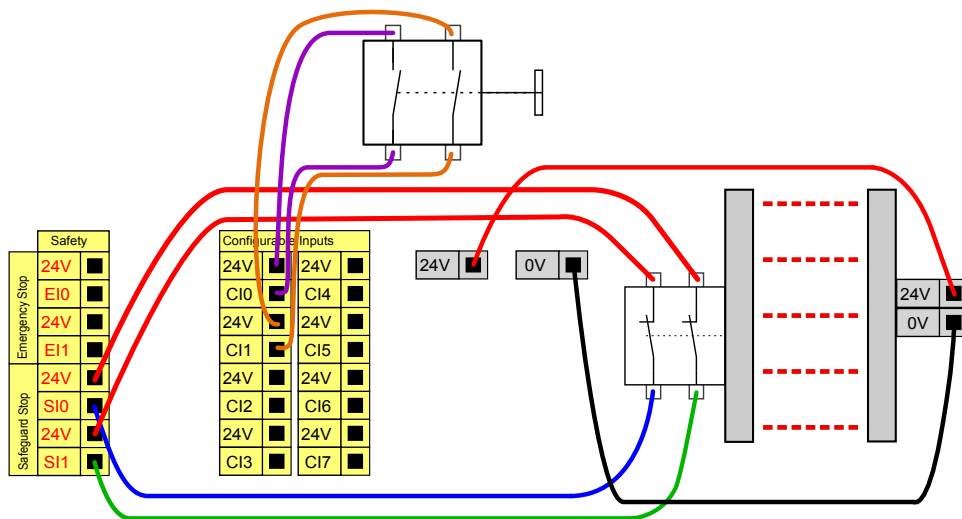 Safety
Emergency Stop
24V
EI0
24V
EI1
Safeguard Stop
24V
SI0
24V
SI1
Configurable Inputs
24V 24V
CI0 CI4
24V 24V
CI1 CI5
24V 24V
CI2 CI6
24V 24V
CI3 CI7
24V
0V
24V
0V